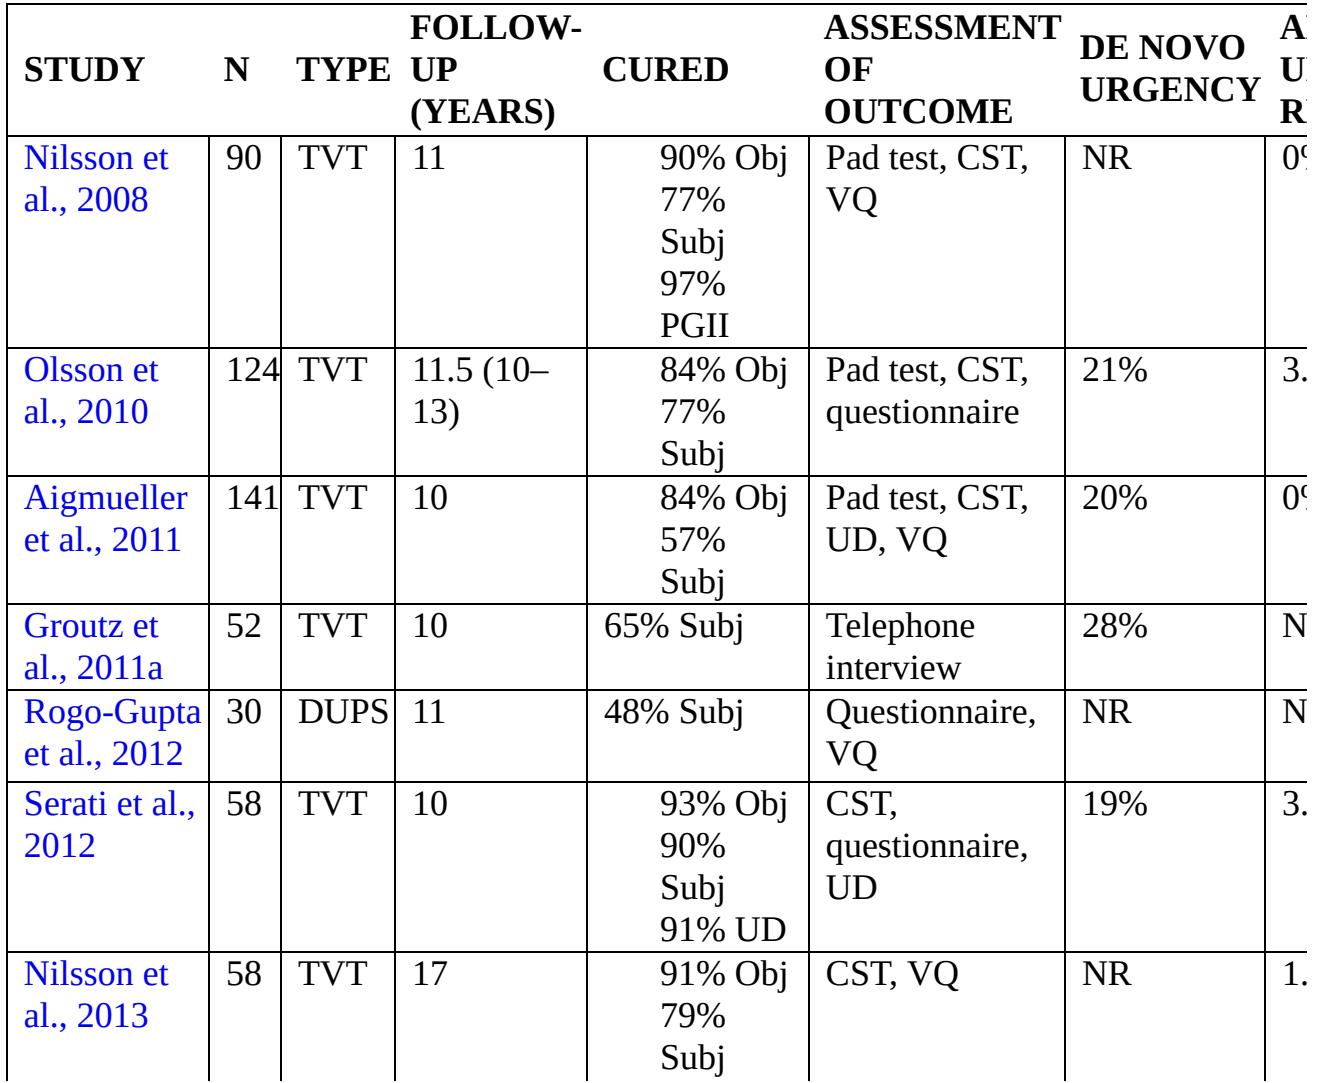 STUDY N TYPE FOLLOW-UP (YEARS) CURED ASSESSMENT OF OUTCOME DE NOVO URGENCY
Nilsson et 90 TVT 11 90% Obj Pad test, CST, NR
al., 2008 77% VQ
Subj
97%
PGII
Olsson et 124 TVT 11.5 (10– 84% Obj Pad test, CST, 21% 3.
al., 2010 13) 77% questionnaire
Subj
Aigmueller 141 TVT 10 84% Obj Pad test, CST, 20%
et al., 2011 57% UD, VQ
Subj
Groutz et 52 TVT 10 65% Subj Telephone 28% N
al., 2011a interview
Rogo-Gupta 30 DUPS 11 48% Subj Questionnaire, NR N
et al., 2012 VQ
Serati et al., 58 TVT 10 93% Obj CST, 19% 3.
2012 90% questionnaire,
Subj UD
91% UD
Nilsson et 58 TVT 17 91% Obj CST, VQ NR 1.
al., 2013 79%
Subj